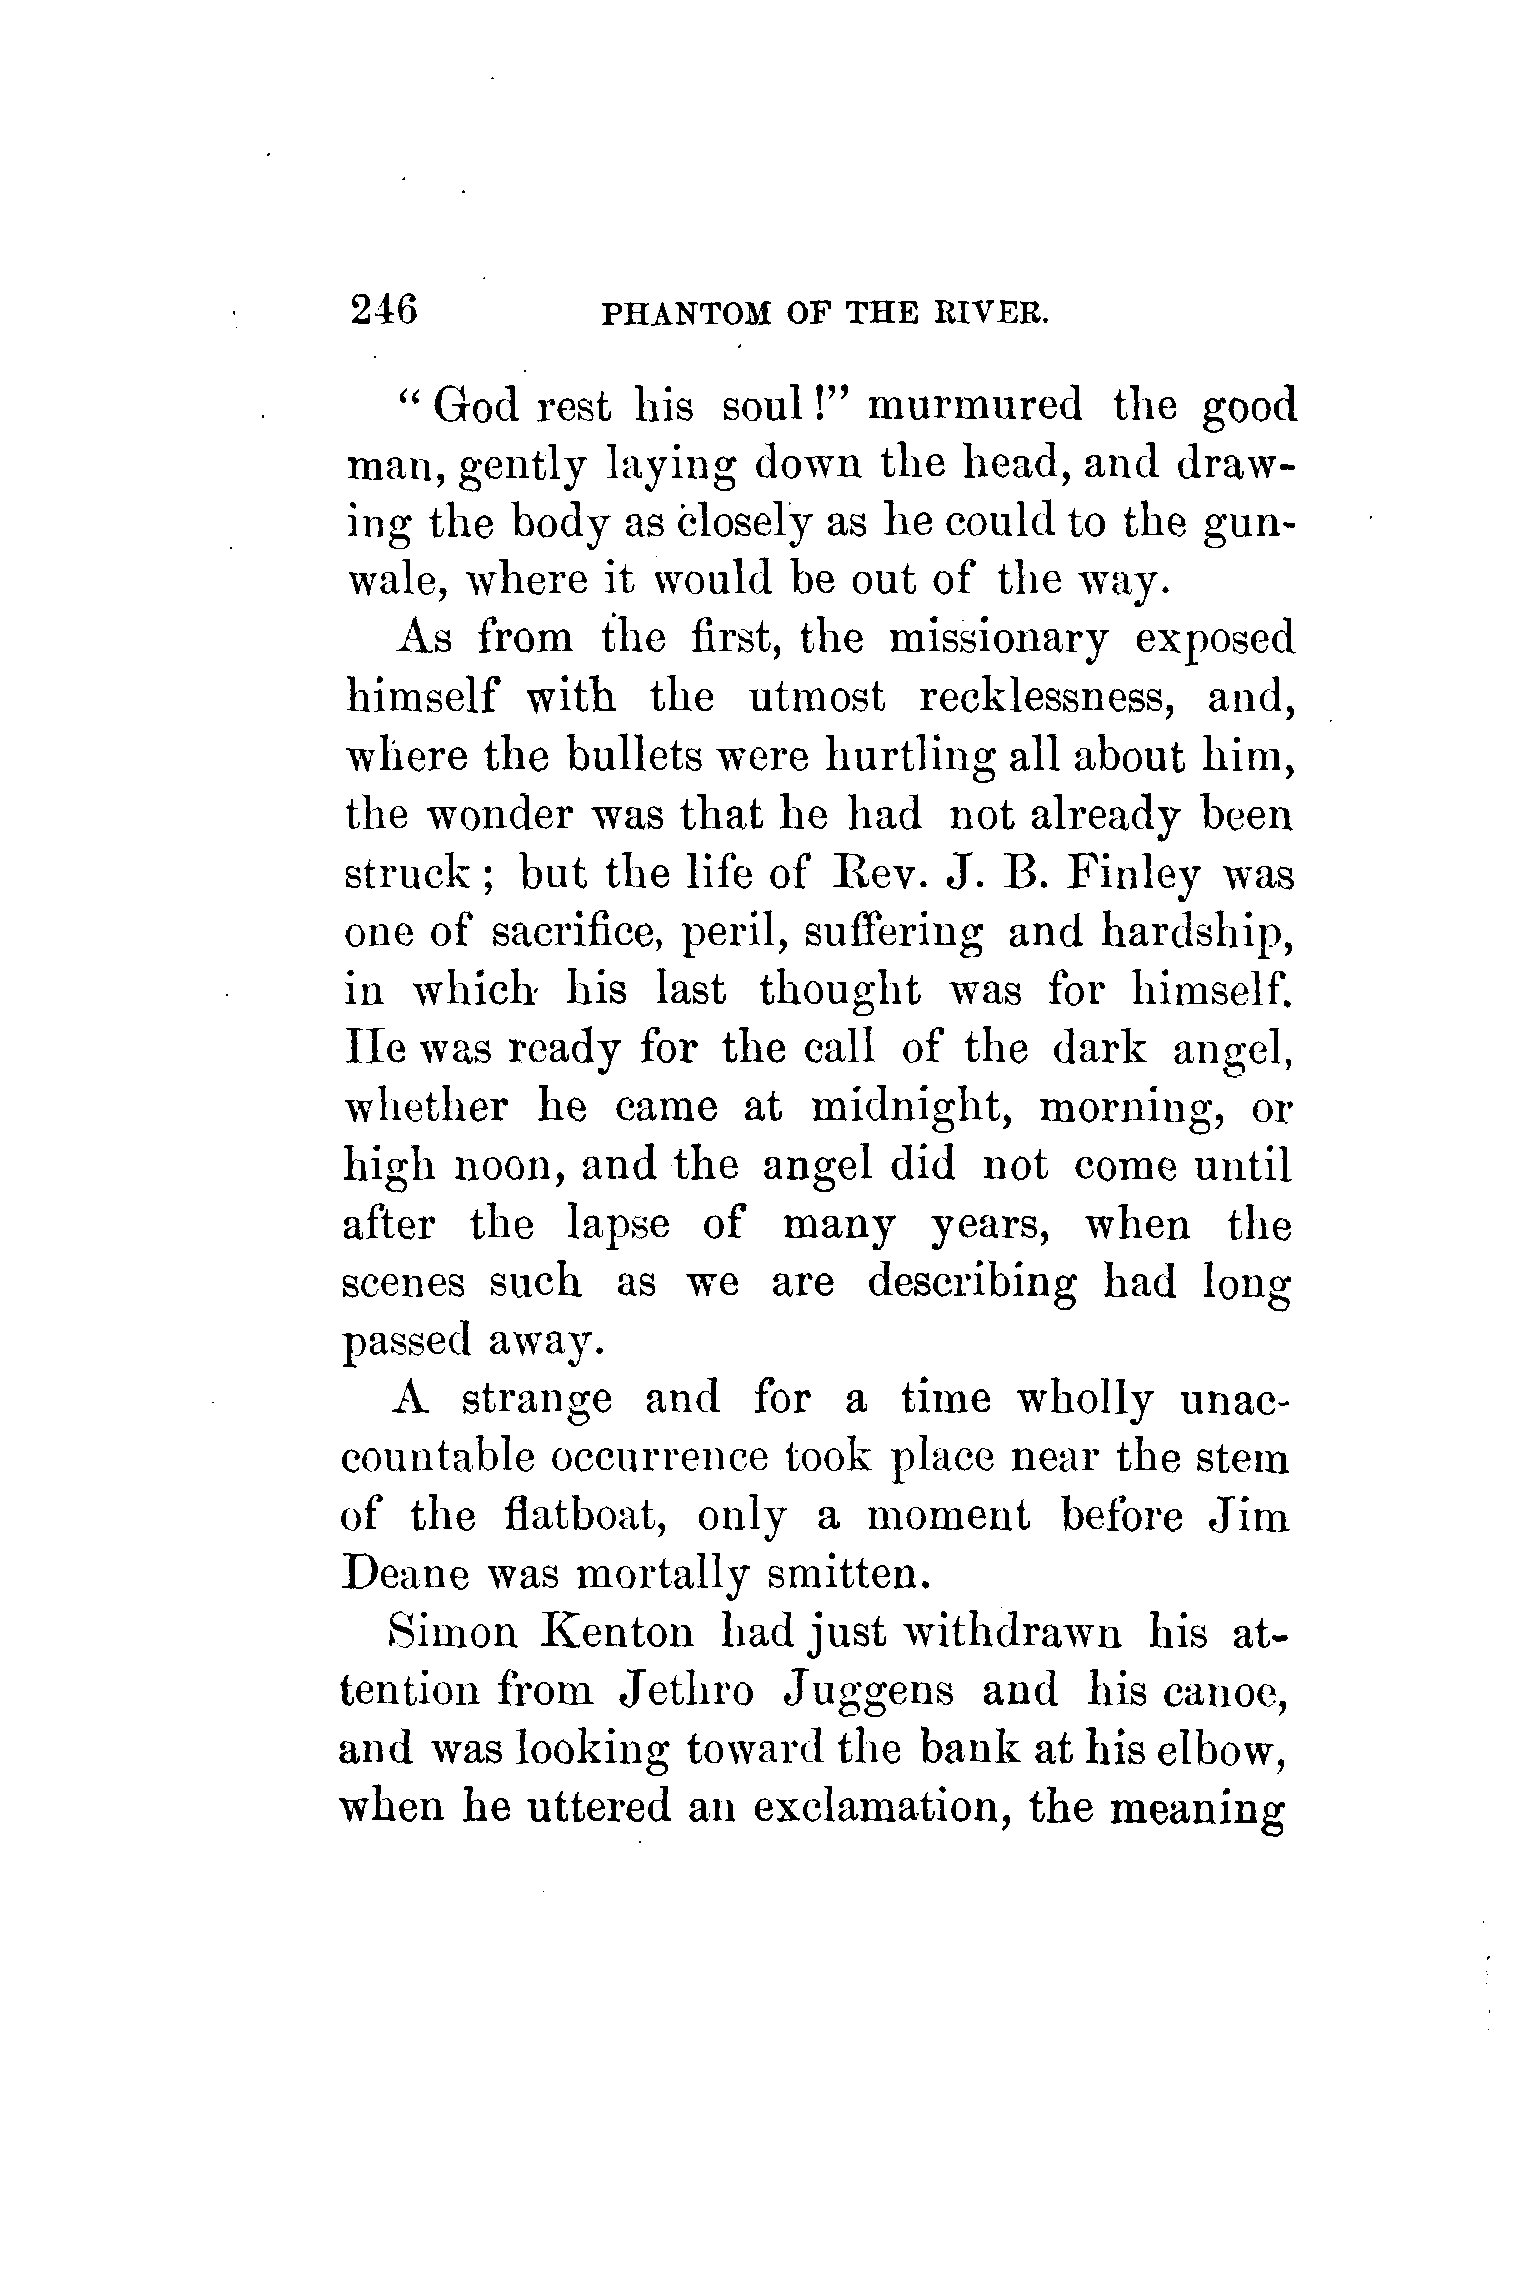 246 PHANTOM OF THE RIVER.
“ God rest his soul !” murmured the good
man, gently laying down the head, and draw-
ing the body as closely as he could to the gun-
wale, where it would be out of the way.
As from the first, the missionary exposed
himself with the utmost recklessness, and,
where the bullets were hurtling all about him,
the wonder was that he had not already been
struck ; but the life of Rev. J. B. Finley was
one of sacrifice, peril, suffering and hardship,
in which his last thought was for himself.
He was ready for the call of the dark angel,
whether he came at midnight, morning, or
high noon, and the angel did not come until
after the lapse of many years, when the
scenes such as we are describing had long
passed away.
A strange and for a time wholly unac-
countable occurrence took place near the stem
of the flatboat, only a moment before Jim
Deane was mortally smitten.
Simon Kenton had just withdrawn his at-
tention from Jethro Juggens and his canoe,
and was looking toward the bank at his elbow,
when he uttered an exclamation, the meaning